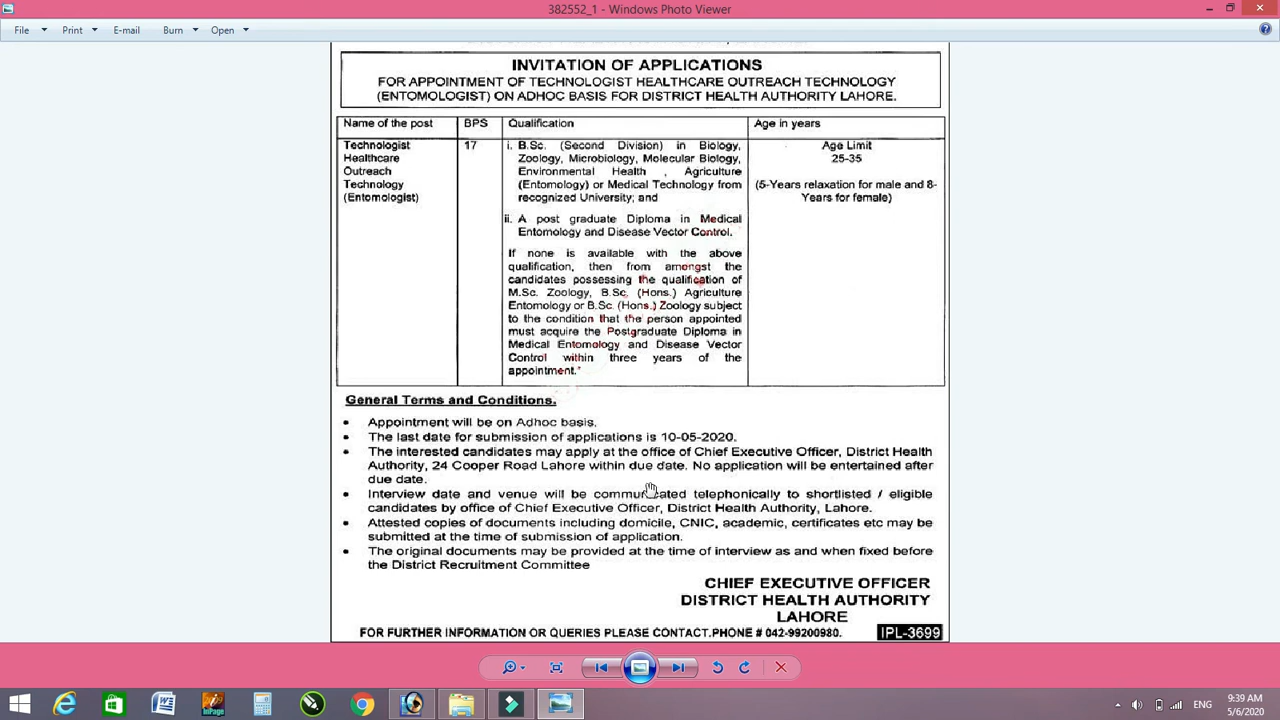 382552_1 - Windows Photo Viewer
File Print E-mail Burn Open
INVITATION OF APPLICATIONS
FOR APPOINTMENT OF TECHNOLOGIST HEALTHCARE OUTREACH TECHNOLOGY
(ENTOMOLOGIST) ON ADHOC BASIS FOR DISTRICT HEALTH AUTHORITY LAHORE.
Name of the post BPS Qualification Age in years
Technologist
Healthcare
Outreach
Technology
(Entomologist)
17
i. B.Sc. (Second Division) in Biology,
Zoology, Microbiology, Molecular Biology,
Environmental Health , Agriculture
(Entomology) or Medical Technology from
recognized University; and
ii. A post graduate Diploma in Medical
Entomology and Disease Vector Control.
If none is available with the above
qualification, then from amongst the
candidates possessing the qualification of
M.Sc. Zoology, B.Sc. (Hons.) Agriculture
Entomology or B.Sc. (Hons.) Zoology subject
to the condition that the person appointed
must acquire the Postgraduate Diploma in
Medical Entomology and Disease Vector
Control within three years of the
appointment."
Age Limit
25-35
(5-Years relaxation for male and 8-
Years for female)
General Terms and Conditions.
• Appointment will be on Adhoc basis.
• The last date for submission of applications is 10-05-2020.
• The interested candidates may apply at the office of Chief Executive Officer, District Health
Authority, 24 Cooper Road Lahore within due date. No application will be entertained after
due date.
• Interview date and venue will be communicated telephonically to shortlisted / eligible
candidates by office of Chief Executive Officer, District Health Authority, Lahore.
• Attested copies of documents including domicile, CNIC, academic, certificates etc may be
submitted at the time of submission of application.
• The original documents may be provided at the time of interview as and when fixed before
the District Recruitment Committee
CHIEF EXECUTIVE OFFICER
DISTRICT HEALTH AUTHORITY
LAHORE
FOR FURTHER INFORMATION OR QUERIES PLEASE CONTACT.PHONE # 042-99200980.
IPL-3699
InPage
ENG
9:39 AM
5/6/2020